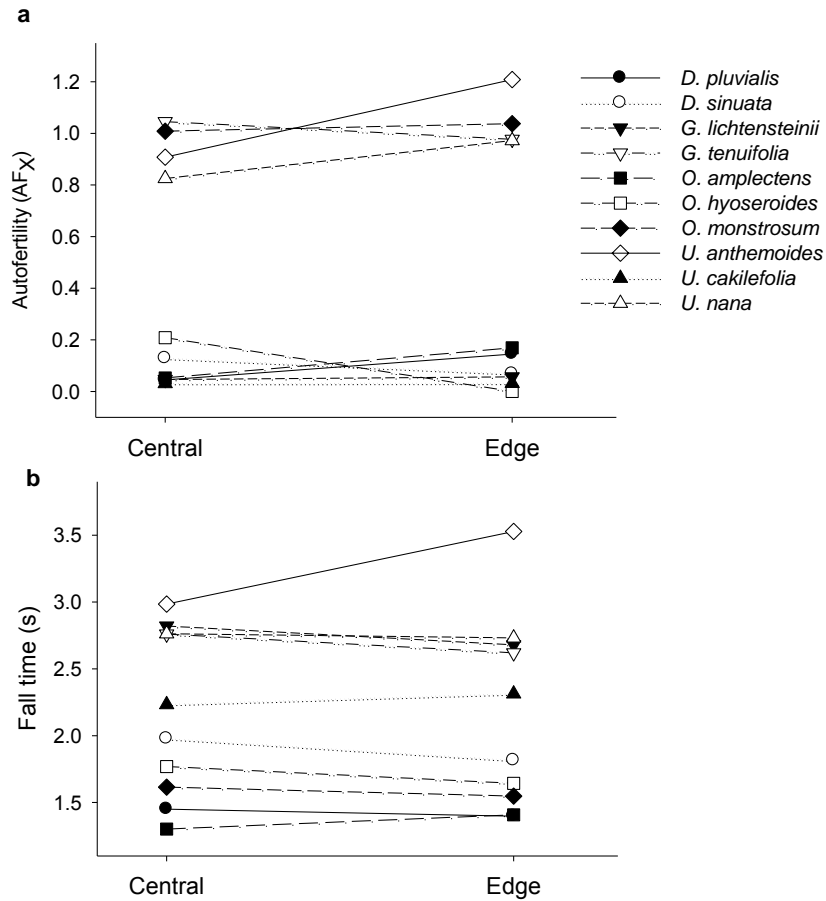 a
Autofertility (AFX)
1.2
1.0
0.8
0.6
0.4
0.2
0.0
Central
Edge
D. pluvialis
D. sinuata
G. lichtensteinii
G. tenuifolia
O. amplectens
O. hyoseroides
O. monstrosum
U. anthemoides
U. cakilefolia
U. nana
b
Fall time (s)
3.5
3.0
2.5
2.0
1.5
Central
Edge